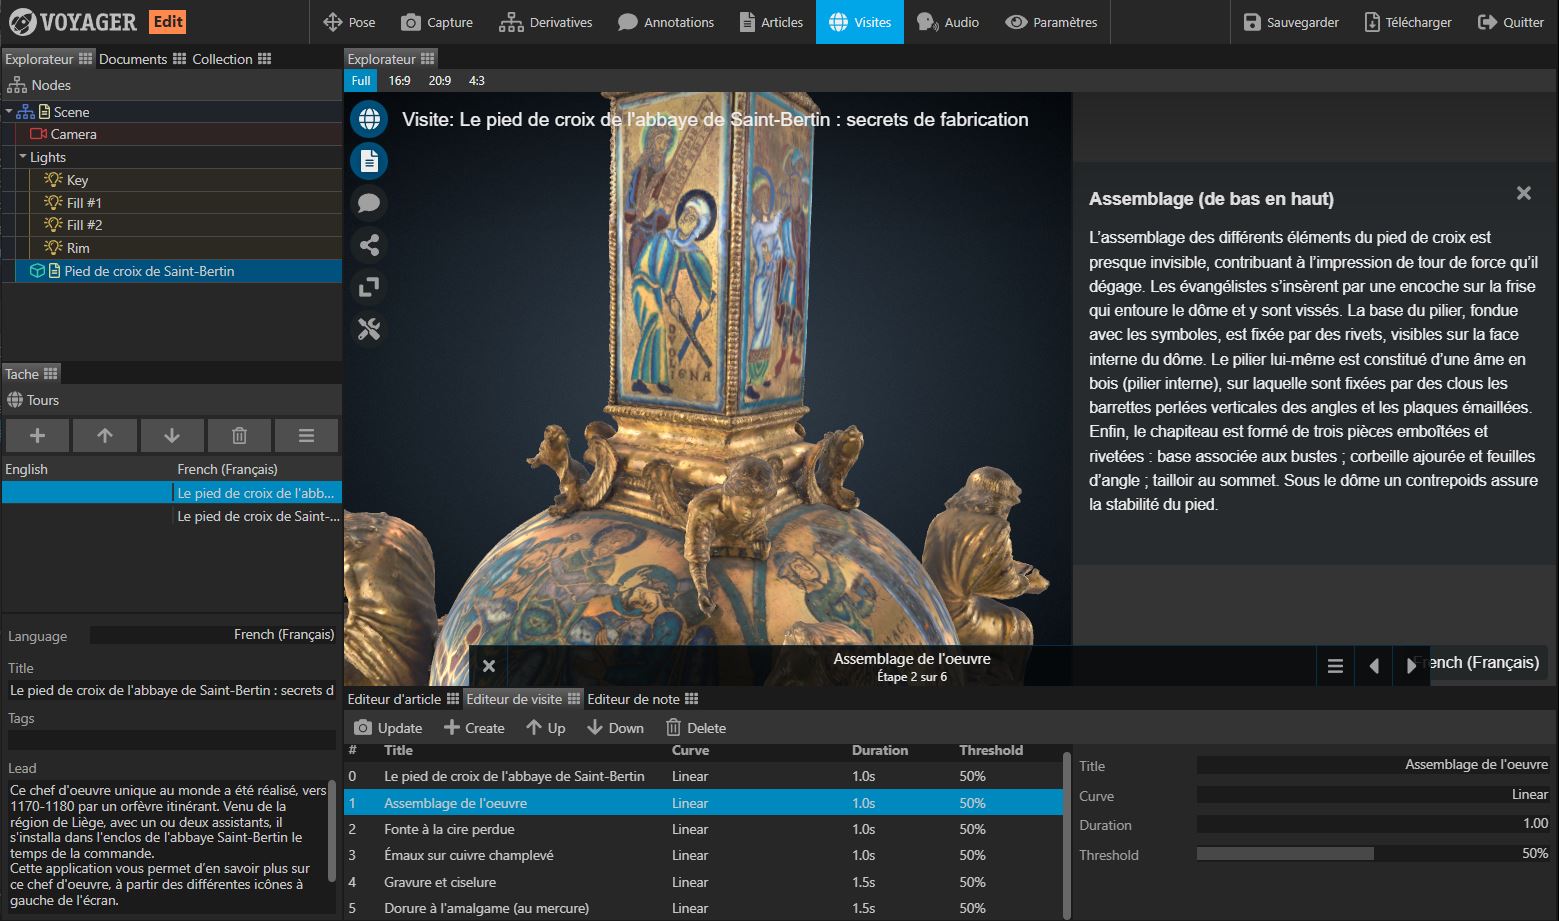 VOYAGER Edit
Pose
Capture
Derivatives
Annotations
Articles
Visites
Audio
Paramètres
Sauvegarder
Télécharger
Quitter
Explorateur
Documents
Collection
Nodes
Scene
Camera
Lights
Key
Fill #1
Fill #2
Rim
Pied de croix de Saint-Bertin
Tache
Tours
English French (Français)
Le pied de croix de l'abb...
Le pied de croix de Saint-...
Language French (Français)
Title
Le pied de croix de l'abbaye de Saint-Bertin : secrets d
Tags
Lead
Ce chef d'oeuvre unique au monde a été réalisé, vers
1170-1180 par un orfèvre itinérant. Venu de la
région de Liège, avec un ou deux assistants, il
s'installa dans l'enclos de l'abbaye Saint-Bertin le
temps de la commande.
Cette application vous permet d'en savoir plus sur
ce chef d'oeuvre, à partir des différentes icônes à
gauche de l'écran.
Explorateur
Full 16:9 20:9 4:3
Visite: Le pied de croix de l'abbaye de Saint-Bertin : secrets de fabrication
Assemblage (de bas en haut)
L'assemblage des différents éléments du pied de croix est
presque invisible, contribuant à l'impression de tour de force qu'il
dégage. Les évangélistes s'insèrent par une encoche sur la frise
qui entoure le dôme et y sont vissés. La base du pilier, fondue
avec les symboles, est fixée par des rivets, visibles sur la face
interne du dôme. Le pilier lui-même est constitué d'une âme en
bois (pilier interne), sur laquelle sont fixées par des clous les
barrettes perlées verticales des angles et les plaques émaillées.
Enfin, le chapiteau est formé de trois pièces emboîtées et
rivetées : base associée aux bustes ; corbeille ajourée et feuilles
d'angle ; tailloir au sommet. Sous le dôme un contrepoids assure
la stabilité du pied.
Assemblage de l'oeuvre
Étape 2 sur 6
ench (Français)
Editeur d'article
Editeur de visite
Editeur de note
Update
Create
Up
Down
Delete
# Title Curve Duration Threshold
0 Le pied de croix de l'abbaye de Saint-Bertin Linear 1.0s 50%
1 Assemblage de l'oeuvre Linear 1.0s 50%
2 Fonte à la cire perdue Linear 1.0s 50%
3 Émaux sur cuivre champlevé Linear 1.0s 50%
4 Gravure et ciselure Linear 1.5s 50%
5 Dorure à l'amalgame (au mercure) Linear 1.5s 50%
Title Assemblage de l'oeuvre
Curve Linear
Duration 1.00
Threshold 50%